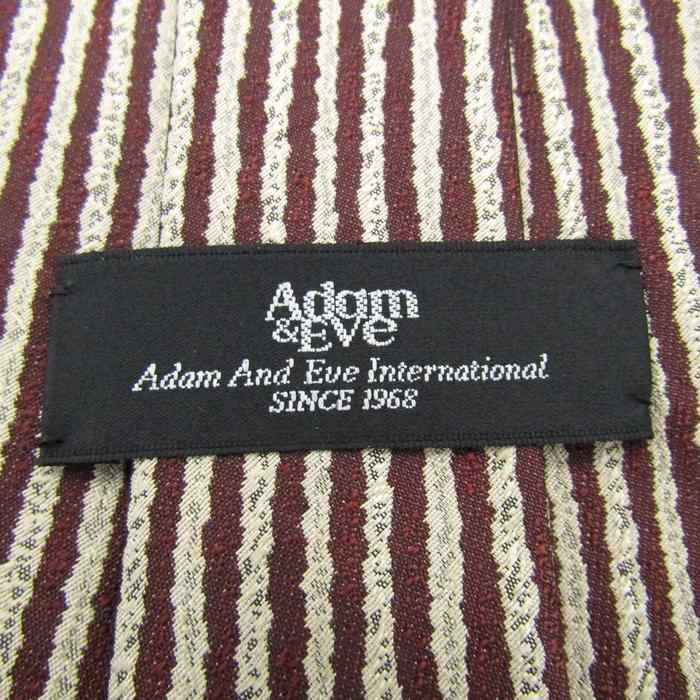 Adam
&Eve
Adam And Eve International
SINCE 1968